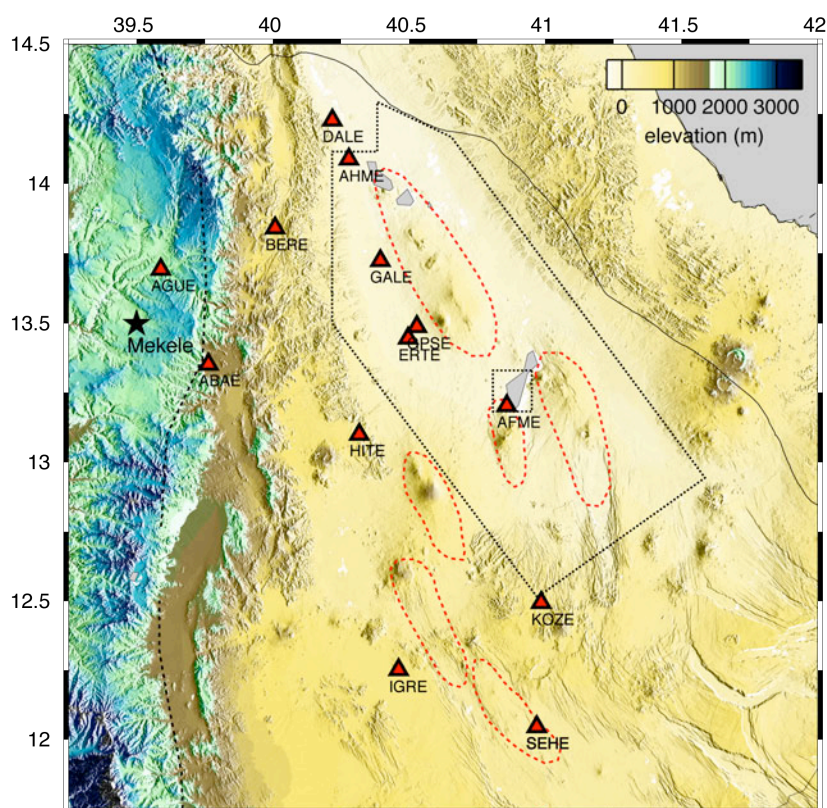 39.5 40 40.5 41 41.5 42
14.5
0 1000 2000 3000
elevation (m)
DALE
14
AHME
BERE
GALE
AGUE
13.5
Mekele
GPSE
ERTE
ABAE
AFME
13
HITE
12.5
KOZE
IGRE
12
SEHE